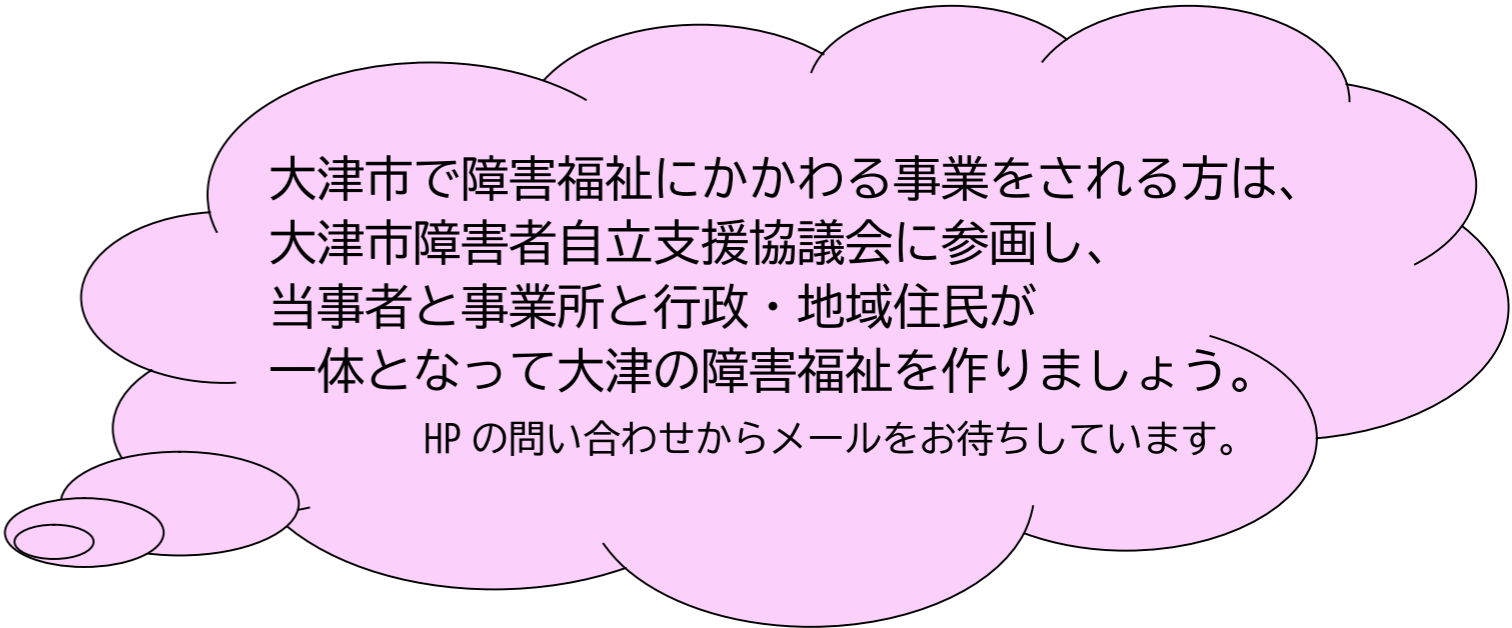 大津市で障害福祉にかかわる事業をされる方は、
大津市障害者自立支援協議会に参画し、
当事者と事業所と行政・地域住民が
一体となって大津の障害福祉を作りましょう。
HPの問い合わせからメールをお待ちしています。